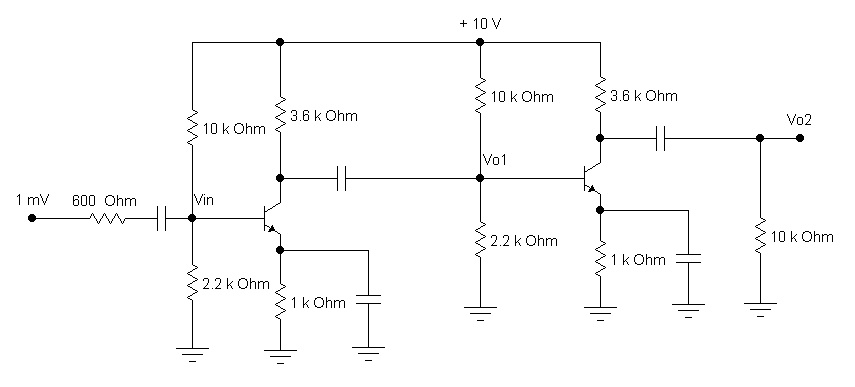 + 10 V
10 k Ohm
3.6 k Ohm
10 k Ohm
3.6 k Ohm
Vo1
Vo2
1 mV
600 Ohm
Vin
2.2 k Ohm
1 k Ohm
2.2 k Ohm
1 k Ohm
10 k Ohm